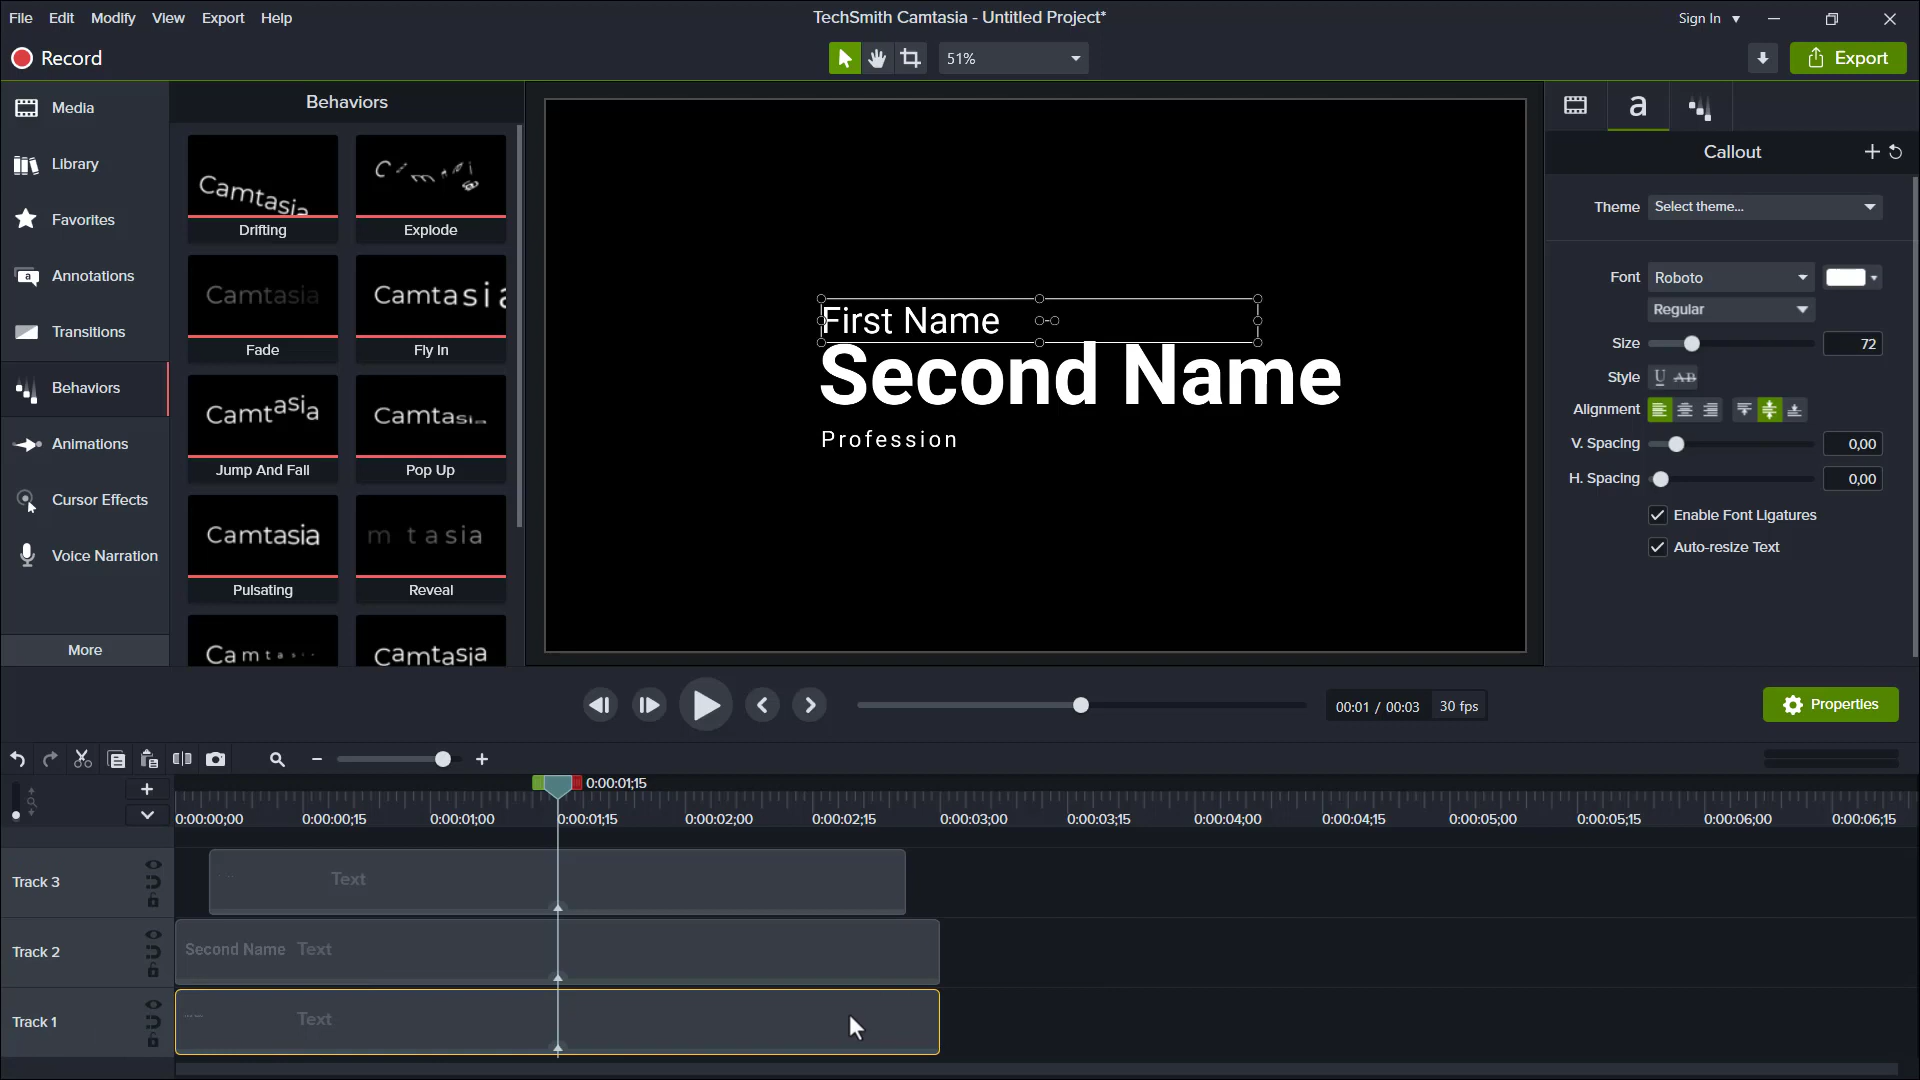 File Edit Modify View Export Help
TechSmith Camtasia - Untitled Project*
Sign In
Record
51%
Export
Media
Library
Favorites
Annotations
Transitions
Behaviors
Animations
Cursor Effects
Voice Narration
More
Behaviors
Camtasia
Drifting
Camtasia
Explode
Camtasia
Fade
Camtasia
Fly In
Camtasia
Jump And Fall
Camtasia
Pop Up
Camtasia
Pulsating
m t a sia
Reveal
Camtas
Camtasia
First Name
Second Name
Profession
a
Callout
Theme Select theme...
Font Roboto
Regular
Size 72
Style U AB
Alignment
V. Spacing 0,00
H. Spacing 0,00
Enable Font Ligatures
Auto-resize Text
00:01 / 00:03 30 fps
Properties
0:00:01;15
0:00:00;00 0:00:00;15 0:00:01;00 0:00:01;15 0:00:02;00 0:00:02;15 0:00:03;00 0:00:03;15 0:00:04;00 0:00:04;15 0:00:05;00 0:00:05;15 0:00:06;00 0:00:06;15
Track 3
Text
Track 2
Second Name Text
Track 1
Text